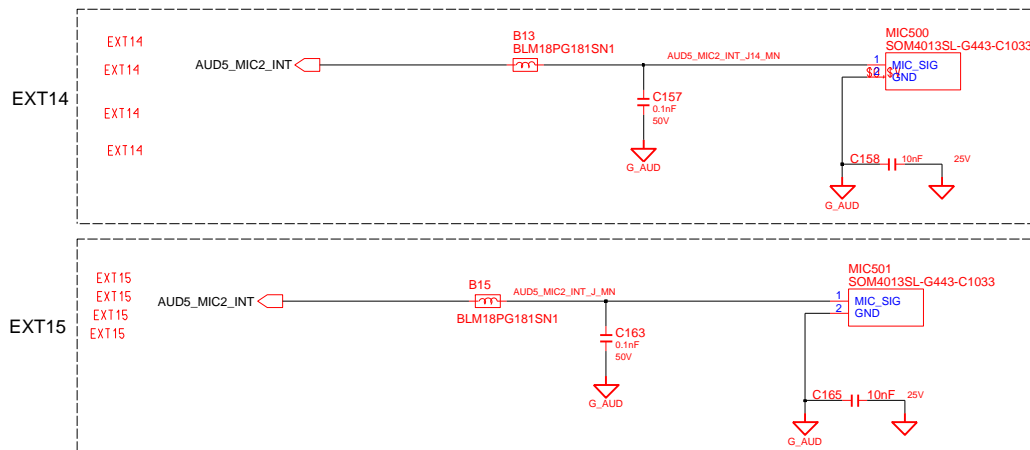 EXT14
EXT14
EXT14
EXT14
EXT14
AUD5_MIC2_INT
B13
BLM18PG181SN1
AUD5_MIC2_INT_J14_MN
C157
0.1nF
50V
G_AUD
MIC500
SOM4013SL-G443-C1033
1 MIC_SIG
2 GND
C158 10nF 25V
G_AUD
EXT15
EXT15
EXT15
EXT15
EXT15
AUD5_MIC2_INT
B15
BLM18PG181SN1
AUD5_MIC2_INT_J_MN
C163
0.1nF
50V
G_AUD
MIC501
SOM4013SL-G443-C1033
1 MIC_SIG
2 GND
C165 10nF 25V
G_AUD